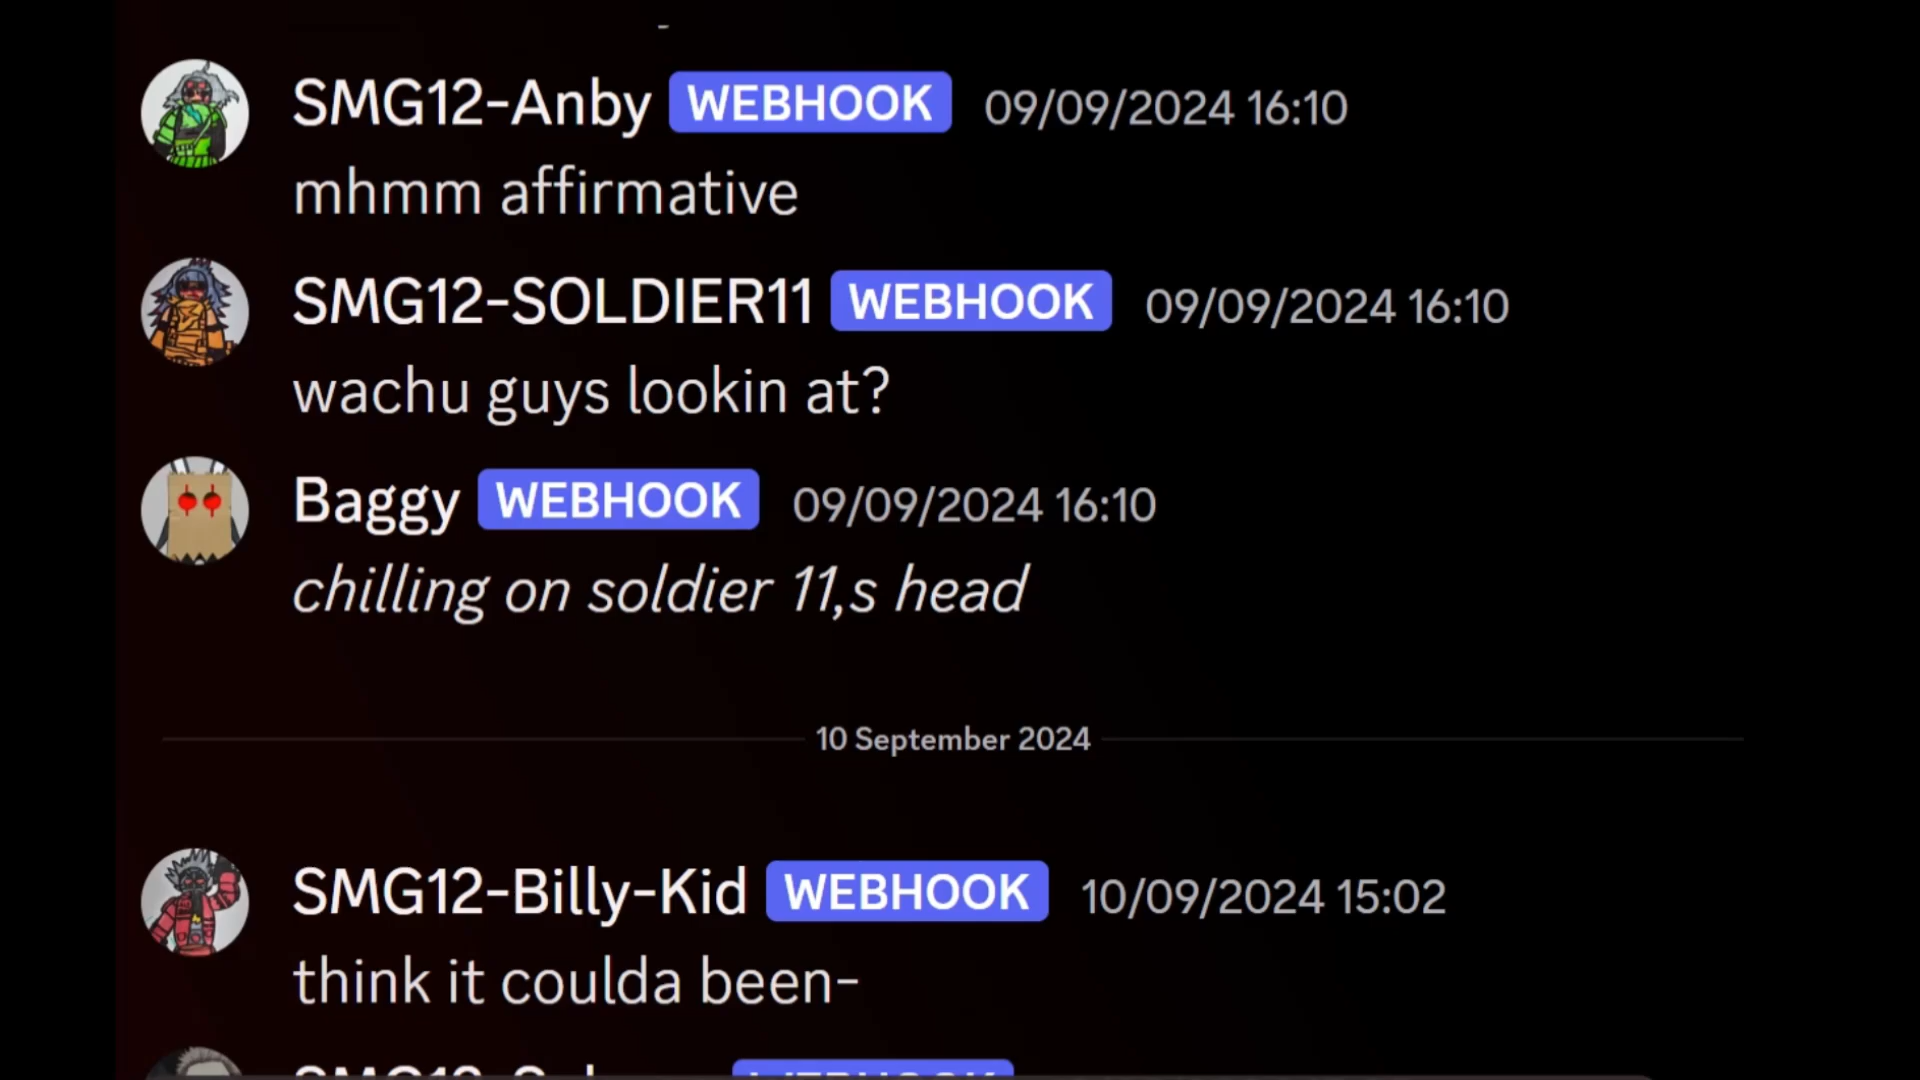 SMG12-Anby WEBHOOK 09/09/2024 16:10
mhmm affirmative
SMG12-SOLDIER11 WEBHOOK 09/09/2024 16:10
wachu guys lookin at?
Baggy WEBHOOK 09/09/2024 16:10
chilling on soldier 11,s head
10 September 2024
SMG12-Billy-Kid WEBHOOK 10/09/2024 15:02
think it coulda been-
WEBHOOK